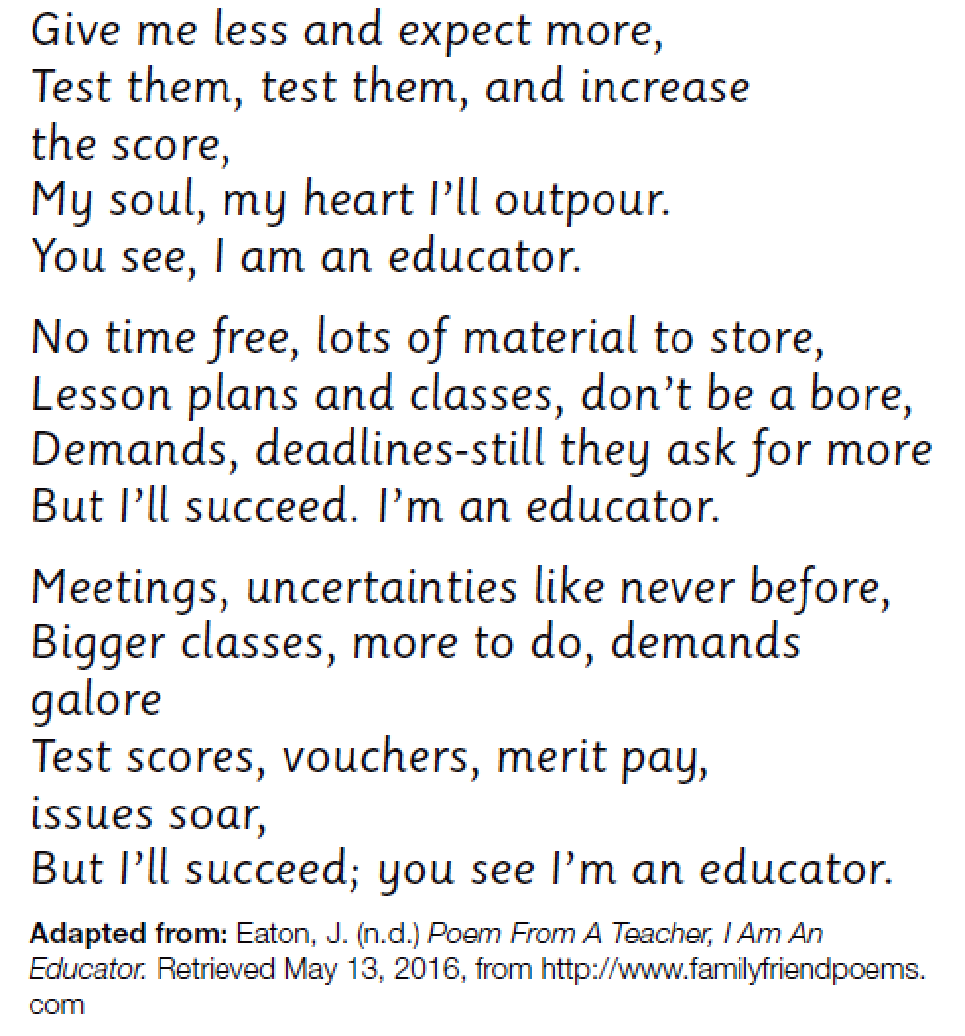 Give me less and expect more,
Test them, test them, and increase
the score,
My soul, my heart I'll outpour.
You see, I am an educator.
No time free, lots of material to store,
Lesson plans and classes, don't be a bore,
Demands, deadlines-still they ask for more
But I'll succeed. I'm an educator.
Meetings, uncertainties like never before,
Bigger classes, more to do, demands
galore
Test scores, vouchers, merit pay,
issues soar,
But I'll succeed; you see I'm an educator.
Adapted from: Eaton, J. (n.d.) Poem From A Teacher, I Am An
Educator. Retrieved May 13, 2016, from http://www.familyfriendpoems.
com